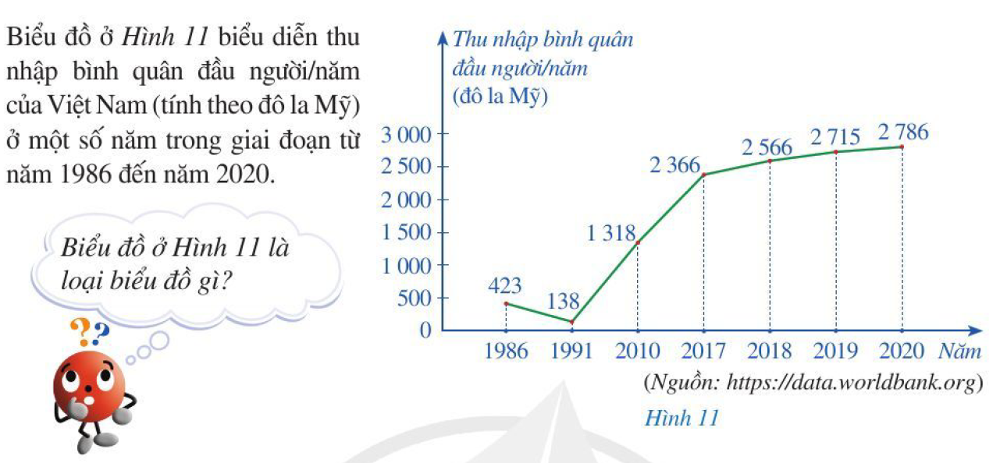 Biểu đồ ở Hình 11 biểu diễn thu
nhập bình quân đầu người/năm
của Việt Nam (tính theo đô la Mỹ)
ở một số năm trong giai đoạn từ
năm 1986 đến năm 2020.
Biểu đồ ở Hình 11 là
loại biểu đồ gì?
??
Thu nhập bình quân
đầu người/năm
(đô la Mỹ)
3 000
2 500
2 000
1 500
1 000
500
0
423
138
1 318
2 366
2 566
2 715
2 786
1986 1991 2010 2017 2018 2019 2020 Năm
(Nguồn: https://data.worldbank.org)
Hình 11